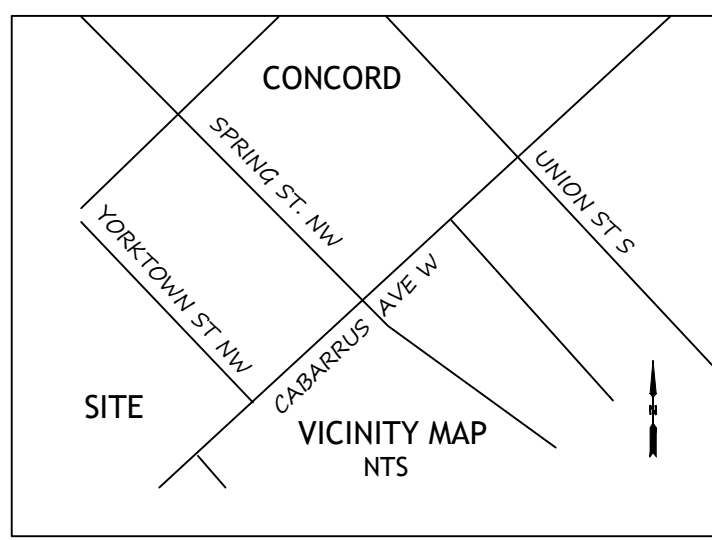 CONCORD
SPRING ST. NW
UNION ST S
YORKTOWN ST NW
CABARRUS AVE W
SITE
VICINITY MAP
NTS
N